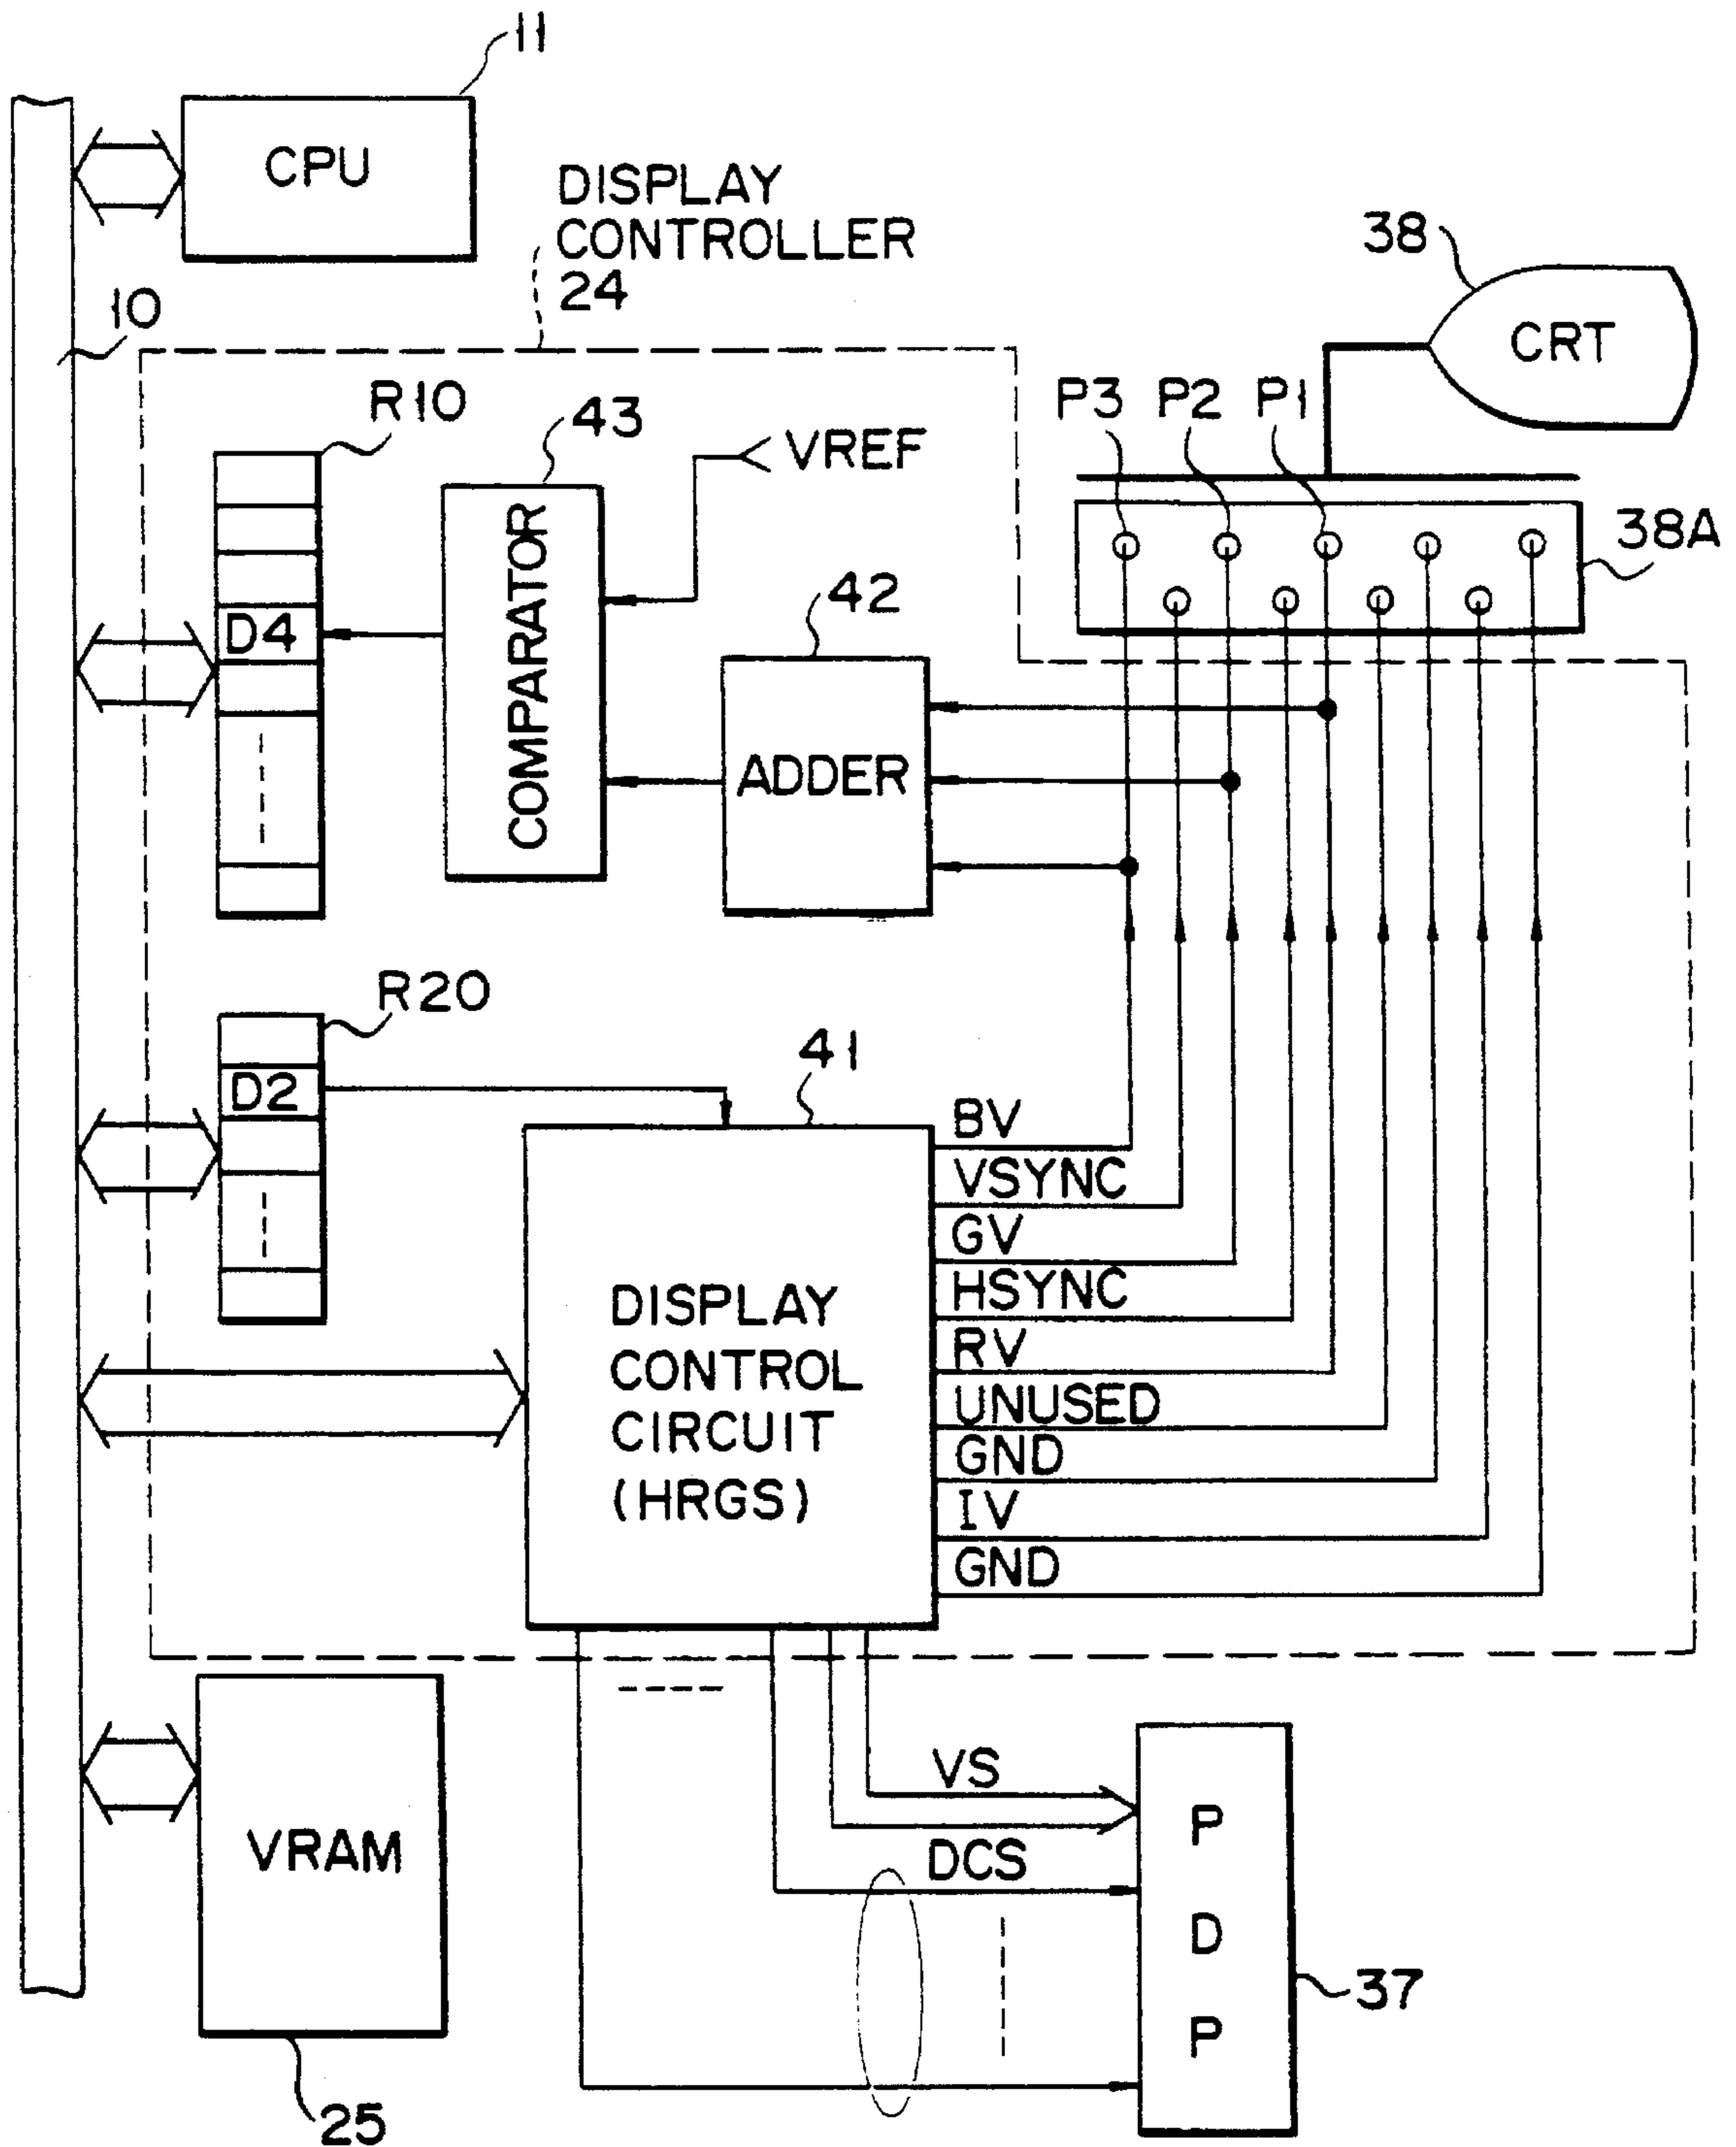 11
CPU
DISPLAY
CONTROLLER
24
38
CRT
10
R10
43
VREF
P3 P2 P1
38A
COMPARATOR
42
D4
ADDER
R20
41
D2
BV
VSYNC
GV
HSYNC
RV
UNUSED
GND
IV
GND
DISPLAY
CONTROL
CIRCUIT
(HRGS)
VS
DCS
P
D
P
37
VRAM
25